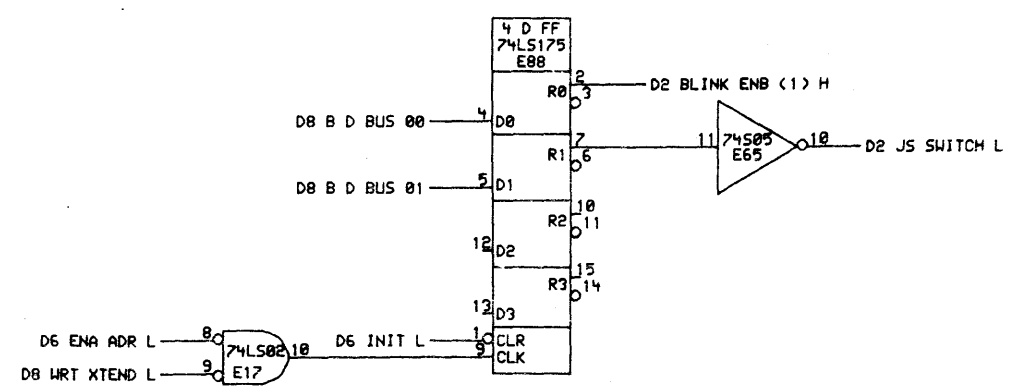 4 D FF
74LS175
E88
2
R0 3
D2 BLINK ENB (1) H
D8 B D BUS 00 4 D0
7
R1 6
11 74S05 10 D2 JS SWITCH L
E65
D8 B D BUS 01 5 D1
10
R2 11
12 D2
15
R3 14
13 D3
D6 ENA ADR L 8
D6 INIT L 1 CLR
74LS02 10
9 CLK
D8 WRT XTEND L 9
E17